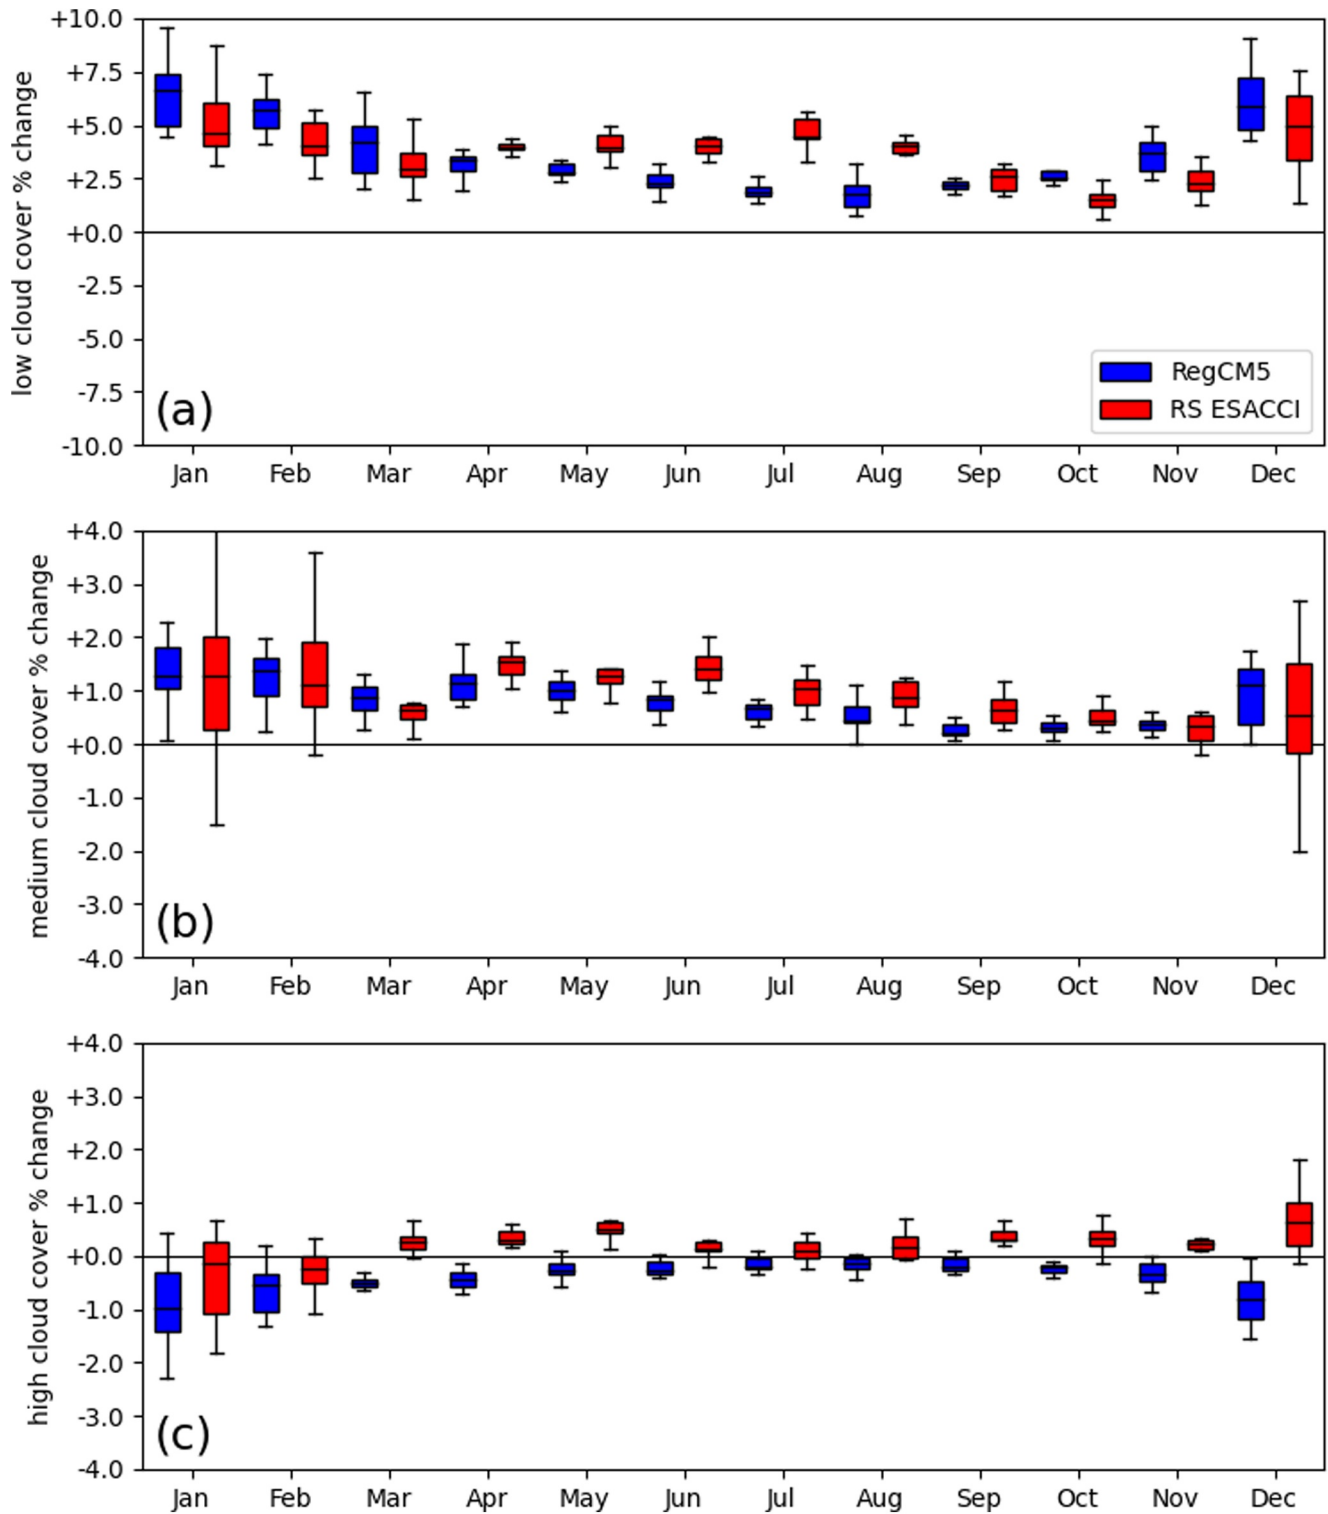 low cloud cover % change
+10.0
+7.5
+5.0
+2.5
+0.0
-2.5
-5.0
-7.5
-10.0
(a)
RegCM5
RS ESACCI
Jan Feb Mar Apr May Jun Jul Aug Sep Oct Nov Dec
medium cloud cover % change
+4.0
+3.0
+2.0
+1.0
+0.0
-1.0
-2.0
-3.0
-4.0
(b)
Jan Feb Mar Apr May Jun Jul Aug Sep Oct Nov Dec
high cloud cover % change
+4.0
+3.0
+2.0
+1.0
+0.0
-1.0
-2.0
-3.0
-4.0
(c)
Jan Feb Mar Apr May Jun Jul Aug Sep Oct Nov Dec